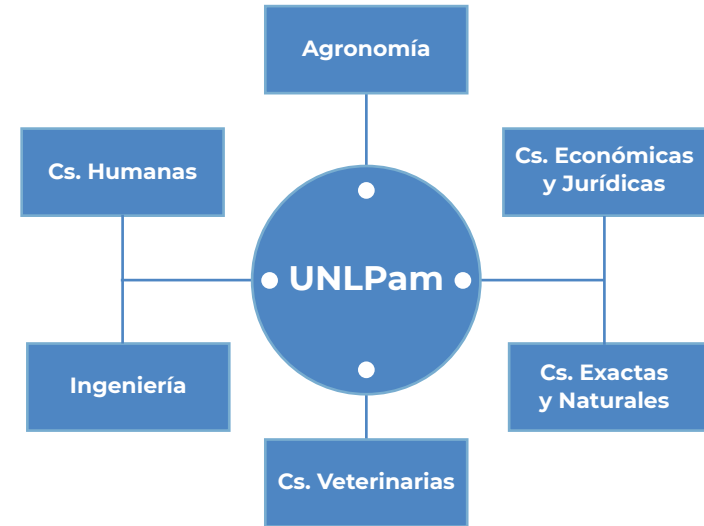 Agronomía
Cs. Humanas
Cs. Económicas
y Jurídicas
UNLPam
Ingeniería
Cs. Exactas
y Naturales
Cs. Veterinarias